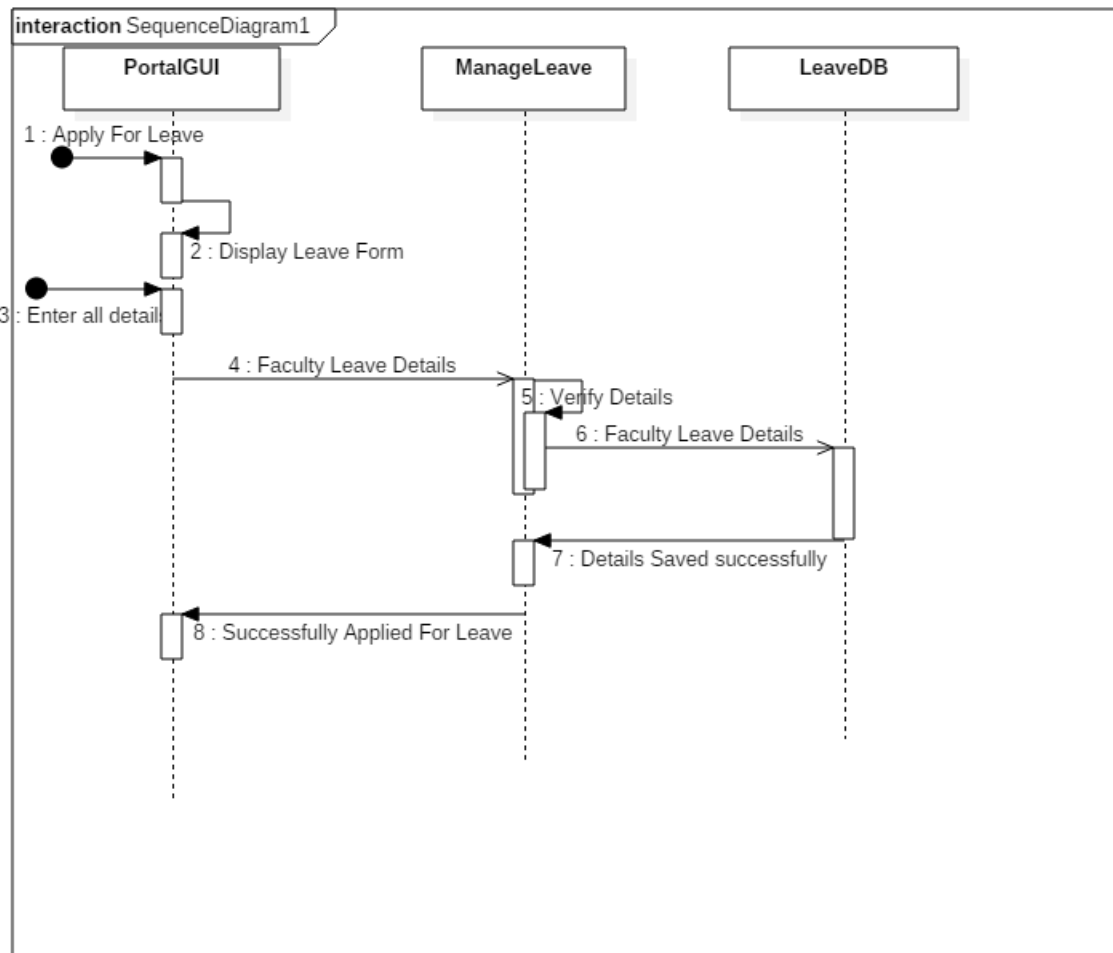 interaction SequenceDiagram1
PortalGUI
ManageLeave
LeaveDB
1 : Apply For Leave
2 : Display Leave Form
3 : Enter all detail
4 : Faculty Leave Details
5 : Verify Details
6 : Faculty Leave Details
7 : Details Saved successfully
8 : Successfully Applied For Leave